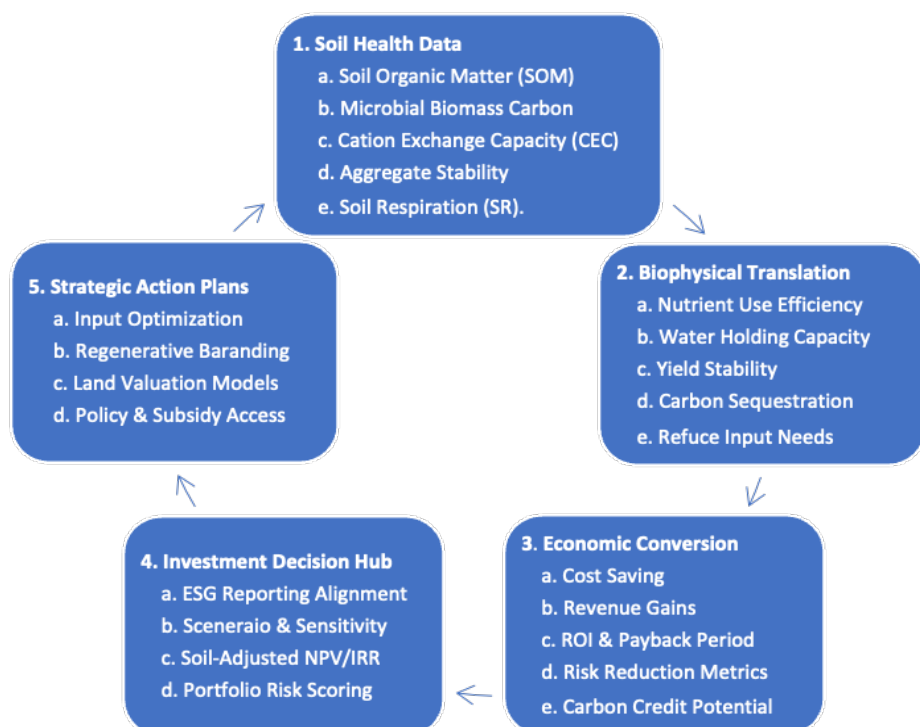 1. Soil Health Data
a. Soil Organic Matter (SOM)
b. Microbial Biomass Carbon
c. Cation Exchange Capacity (CEC)
d. Aggregate Stability
e. Soil Respiration (SR).
2. Biophysical Translation
a. Nutrient Use Efficiency
b. Water Holding Capacity
c. Yield Stability
d. Carbon Sequestration
e. Refuce Input Needs
3. Economic Conversion
a. Cost Saving
b. Revenue Gains
c. ROI & Payback Period
d. Risk Reduction Metrics
e. Carbon Credit Potential
4. Investment Decision Hub
a. ESG Reporting Alignment
b. Sceneraio & Sensitivity
c. Soil-Adjusted NPV/IRR
d. Portfolio Risk Scoring
5. Strategic Action Plans
a. Input Optimization
b. Regenerative Baranding
c. Land Valuation Models
d. Policy & Subsidy Access